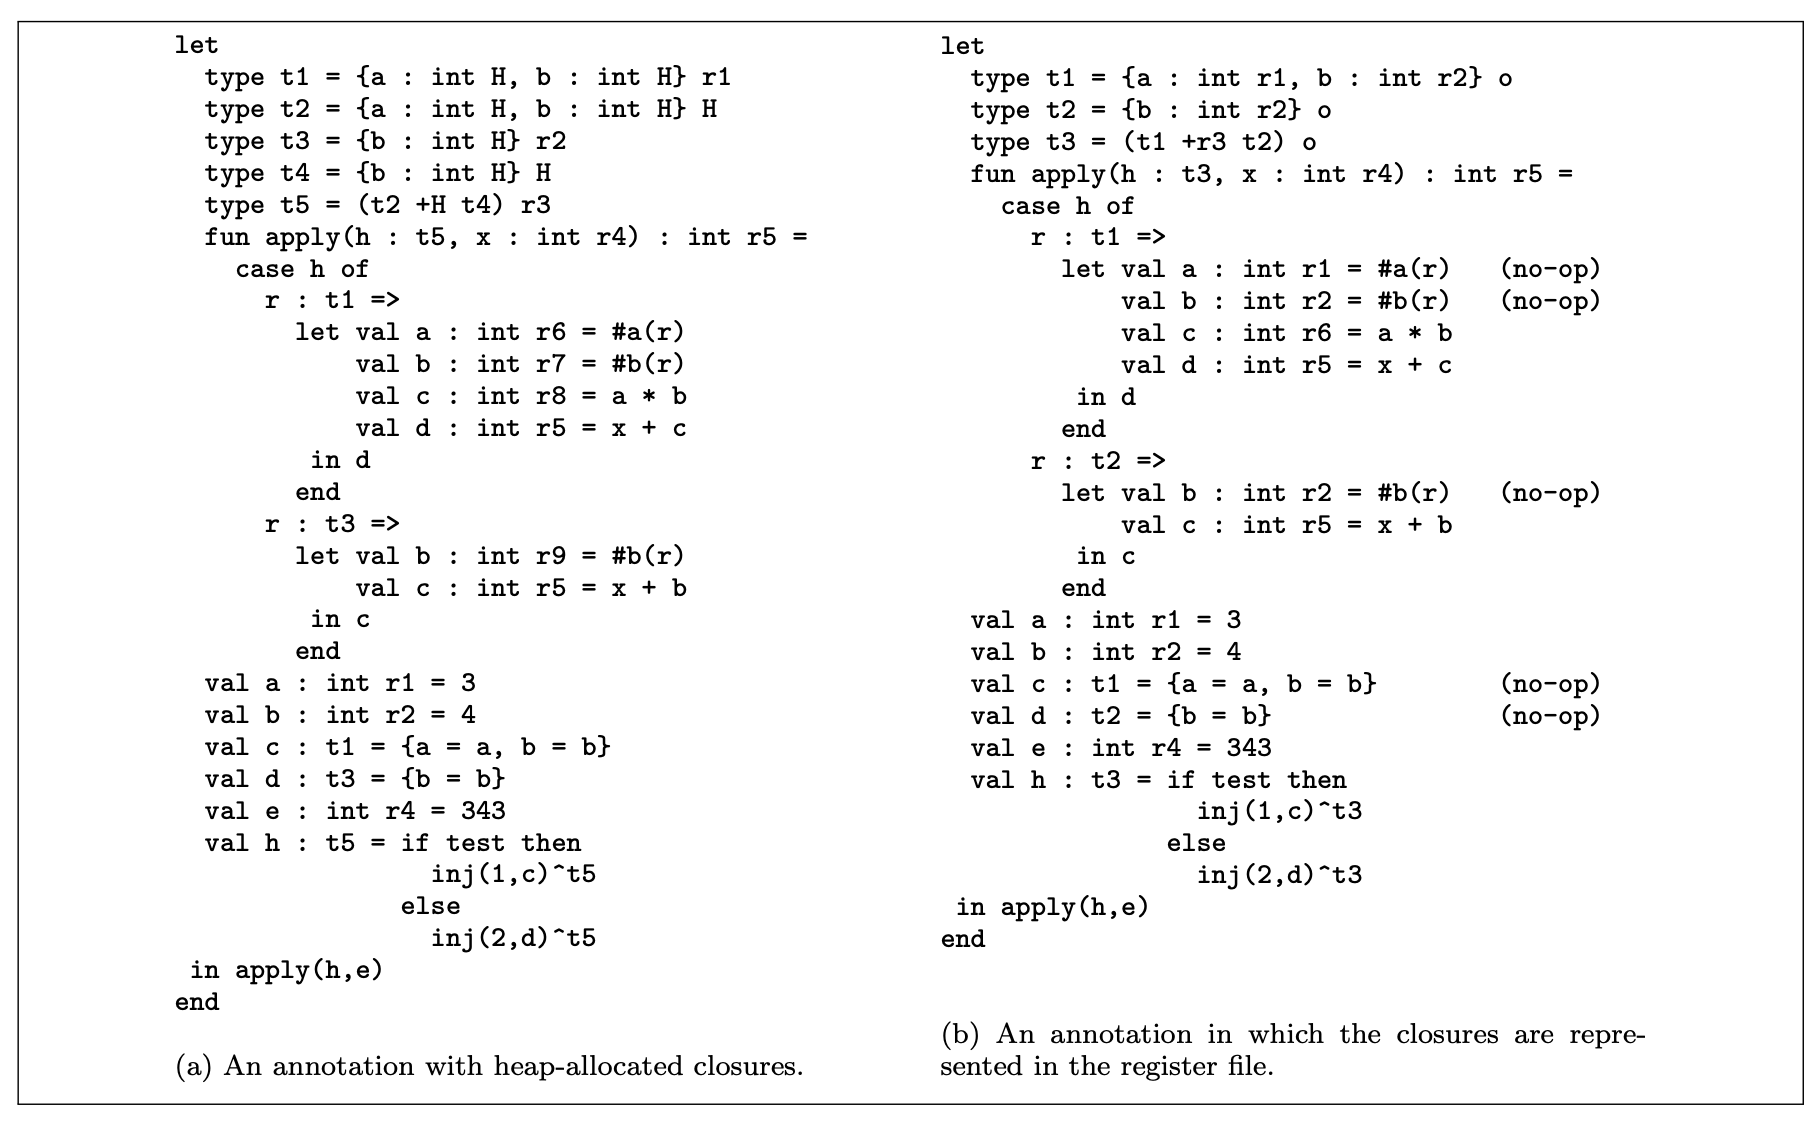 let
  type t1 = {a : int H, b : int H} r1
  type t2 = {a : int H, b : int H} H
  type t3 = {b : int H} r2
  type t4 = {b : int H} H
  type t5 = (t2 +H t4) r3
  fun apply(h : t5, x : int r4) : int r5 =
    case h of
      r : t1 =>
        let val a : int r6 = #a(r)
            val b : int r7 = #b(r)
            val c : int r8 = a * b
            val d : int r5 = x + c
         in d
        end
      r : t3 =>
        let val b : int r9 = #b(r)
            val c : int r5 = x + b
         in c
        end
  val a : int r1 = 3
  val b : int r2 = 4
  val c : t1 = {a = a, b = b}
  val d : t3 = {b = b}
  val e : int r4 = 343
  val h : t5 = if test then
                 inj(1,c)^t5
               else
                 inj(2,d)^t5
 in apply(h,e)
end
(a) An annotation with heap-allocated closures.
let
  type t1 = {a : int r1, b : int r2} o
  type t2 = {b : int r2} o
  type t3 = (t1 +r3 t2) o
  fun apply(h : t3, x : int r4) : int r5 =
    case h of
      r : t1 =>
        let val a : int r1 = #a(r)   (no-op)
            val b : int r2 = #b(r)   (no-op)
            val c : int r6 = a * b
            val d : int r5 = x + c
         in d
        end
      r : t2 =>
        let val b : int r2 = #b(r)   (no-op)
            val c : int r5 = x + b
         in c
        end
  val a : int r1 = 3
  val b : int r2 = 4
  val c : t1 = {a = a, b = b}        (no-op)
  val d : t2 = {b = b}               (no-op)
  val e : int r4 = 343
  val h : t3 = if test then
                 inj(1,c)^t3
               else
                 inj(2,d)^t3
 in apply(h,e)
end
(b) An annotation in which the closures are repre-
sented in the register file.